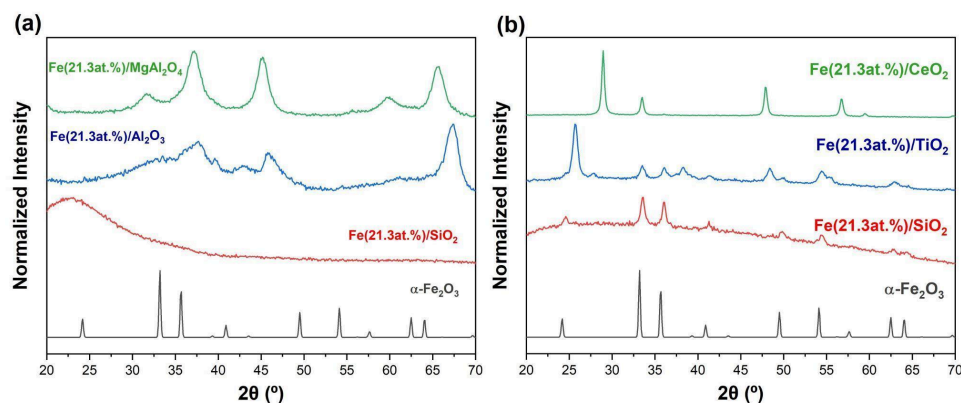 (a)
Normalized Intensity
Fe(21.3at.%)/MgAl₂O₄
Fe(21.3at.%)/Al₂O₃
Fe(21.3at.%)/SiO₂
α-Fe₂O₃
20 25 30 35 40 45 50 55 60 65 70
2θ (º)
(b)
Normalized Intensity
Fe(21.3at.%)/CeO₂
Fe(21.3at.%)/TiO₂
Fe(21.3at.%)/SiO₂
α-Fe₂O₃
20 25 30 35 40 45 50 55 60 65 70
2θ (º)